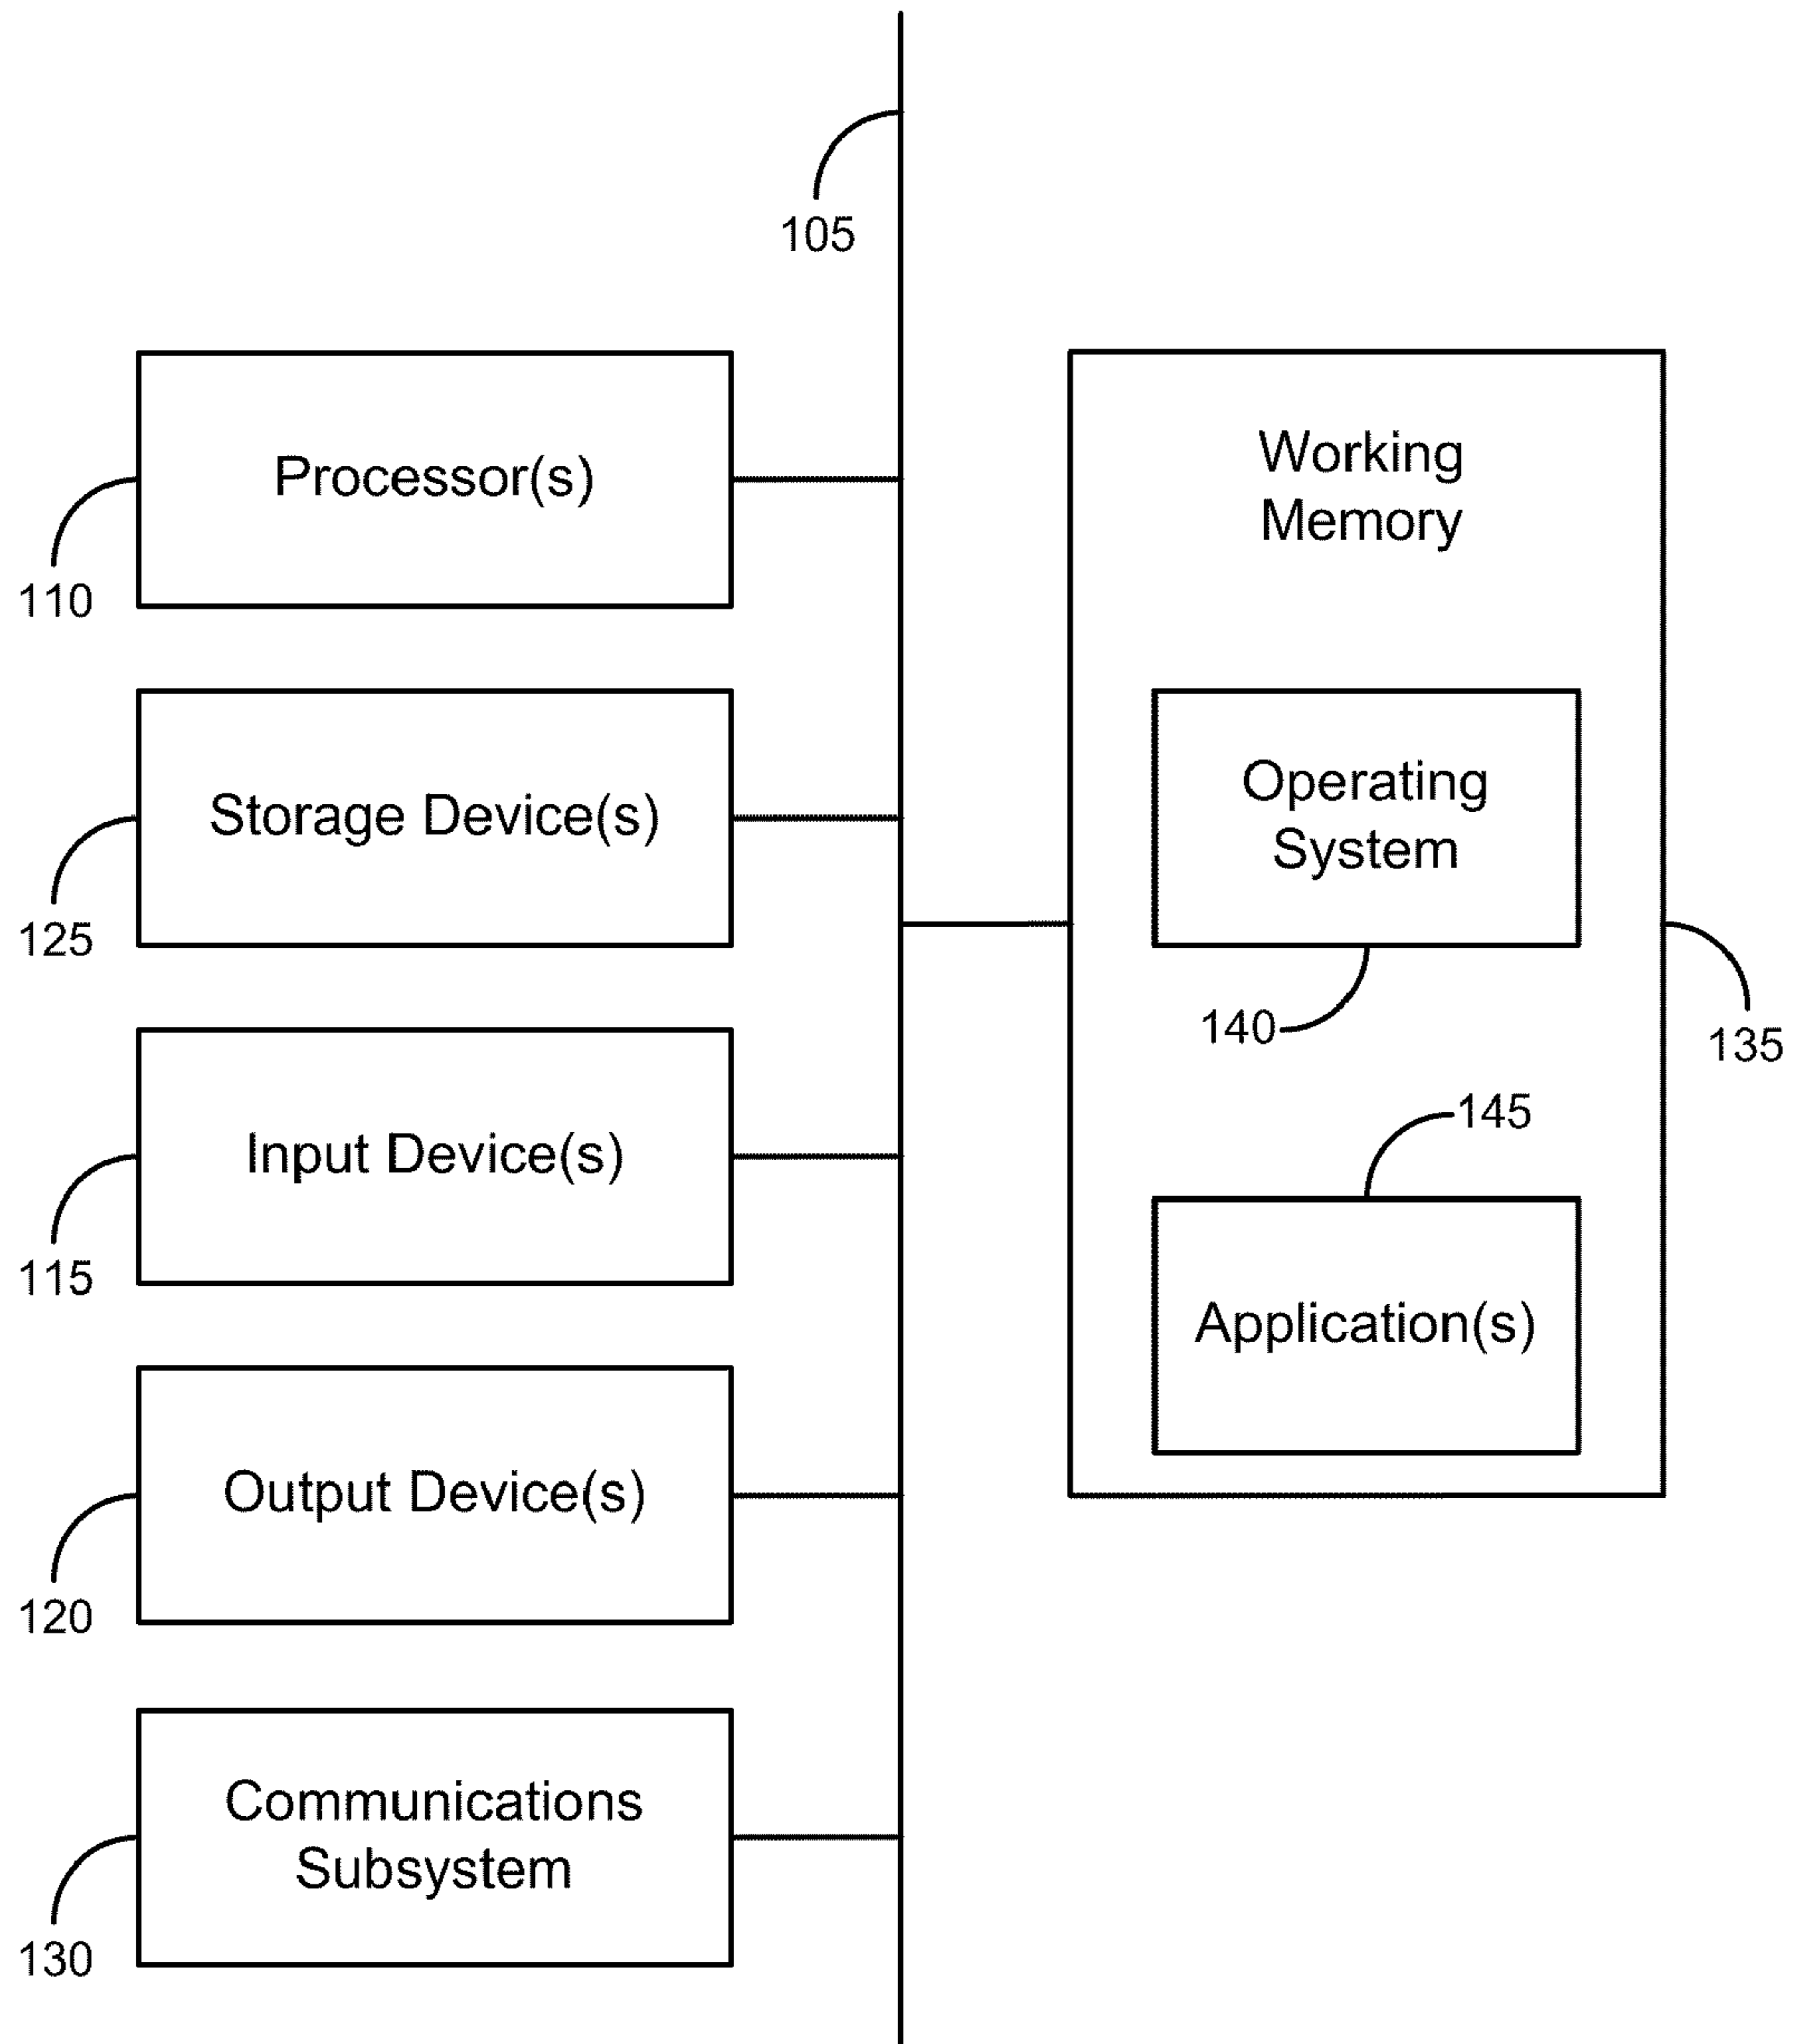 105
Processor(s)
110
Storage Device(s)
125
Input Device(s)
115
Output Device(s)
120
Communications
Subsystem
130
Working
Memory
Operating
System
140
135
145
Application(s)